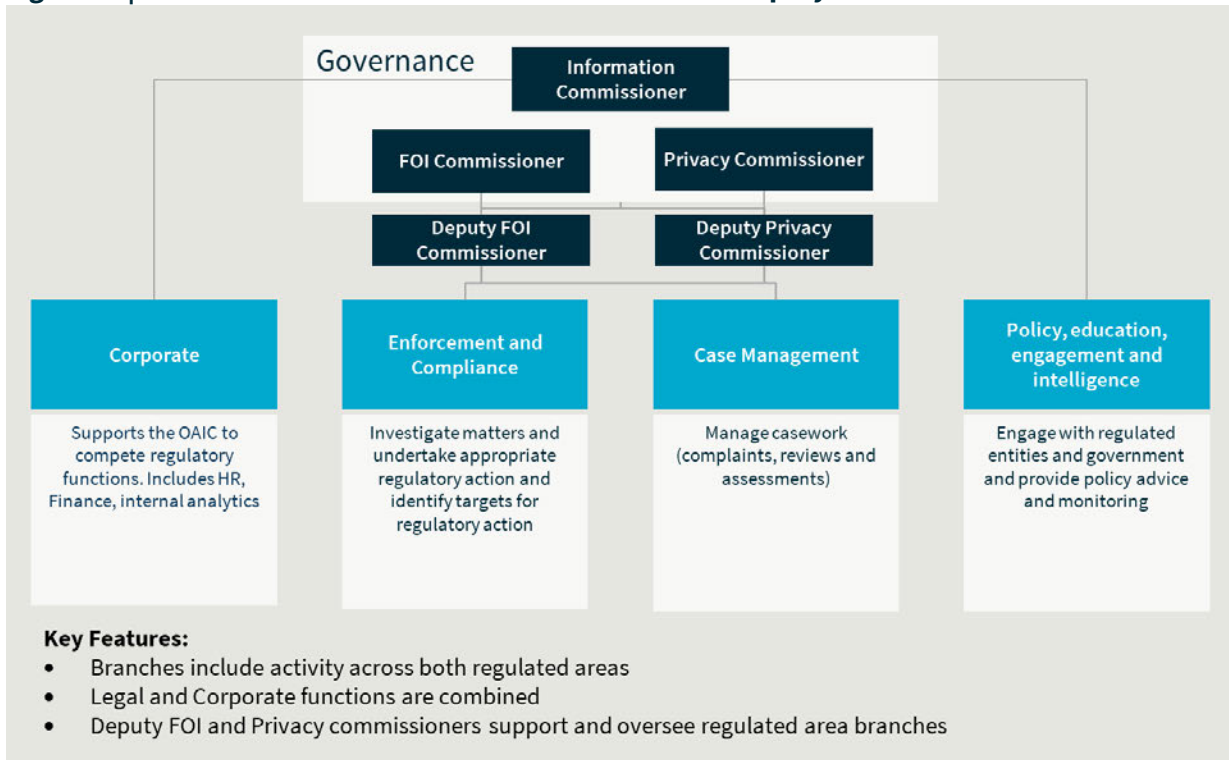 Governance
Information
Commissioner
FOI Commissioner
Privacy Commissioner
Deputy FOI
Commissioner
Deputy Privacy
Commissioner
Corporate
Supports the OAIC to
compete regulatory
functions. Includes HR,
Finance, internal analytics
Enforcement and
Compliance
Investigate matters and
undertake appropriate
regulatory action and
identify targets for
regulatory action
Case Management
Manage casework
(complaints, reviews and
assessments)
Policy, education,
engagement and
intelligence
Engage with regulated
entities and government
and provide policy advice
and monitoring
Key Features:
• Branches include activity across both regulated areas
• Legal and Corporate functions are combined
• Deputy FOI and Privacy commissioners support and oversee regulated area branches